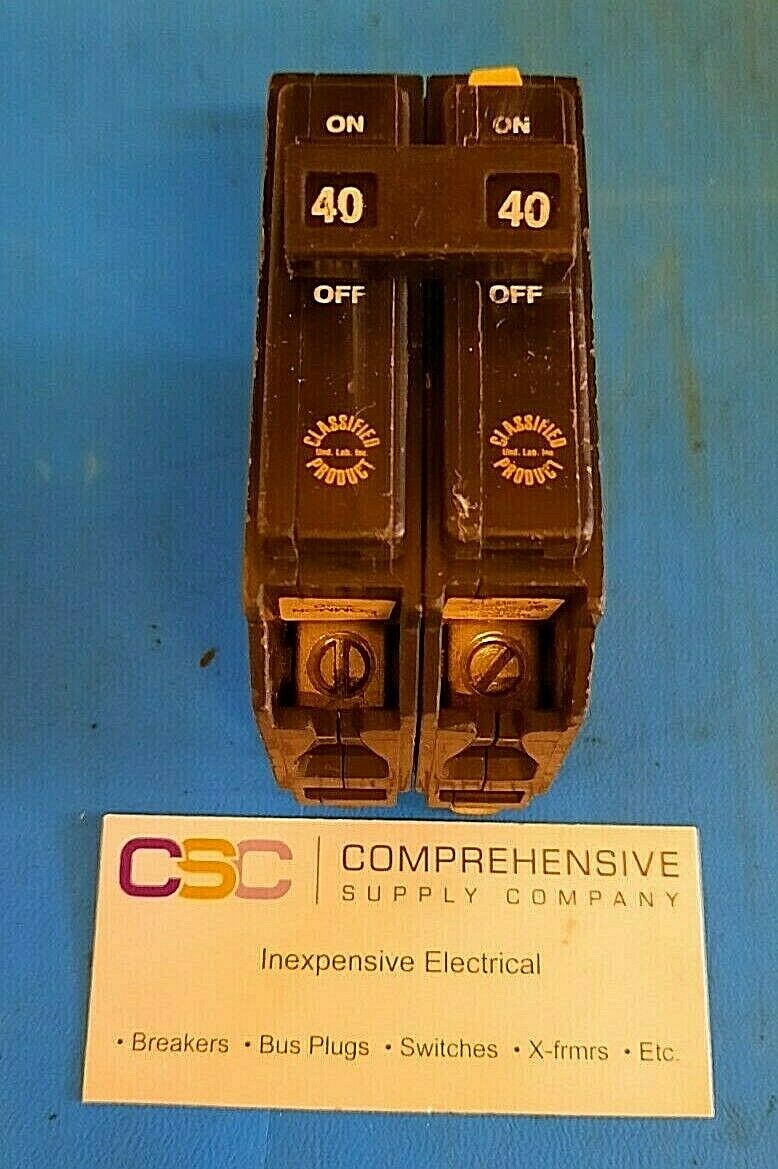 ON ON
40 40
OFF OFF
CLASSIFIED CLASSIFIED
Und. Lab. Inc. Und. Lab. Inc
PRODUCT PRODUCT
COMMON
CSC | COMPREHENSIVE
SUPPLY COMPANY
Inexpensive Electrical
• Breakers • Bus Plugs • Switches • X-frmrs • Etc.